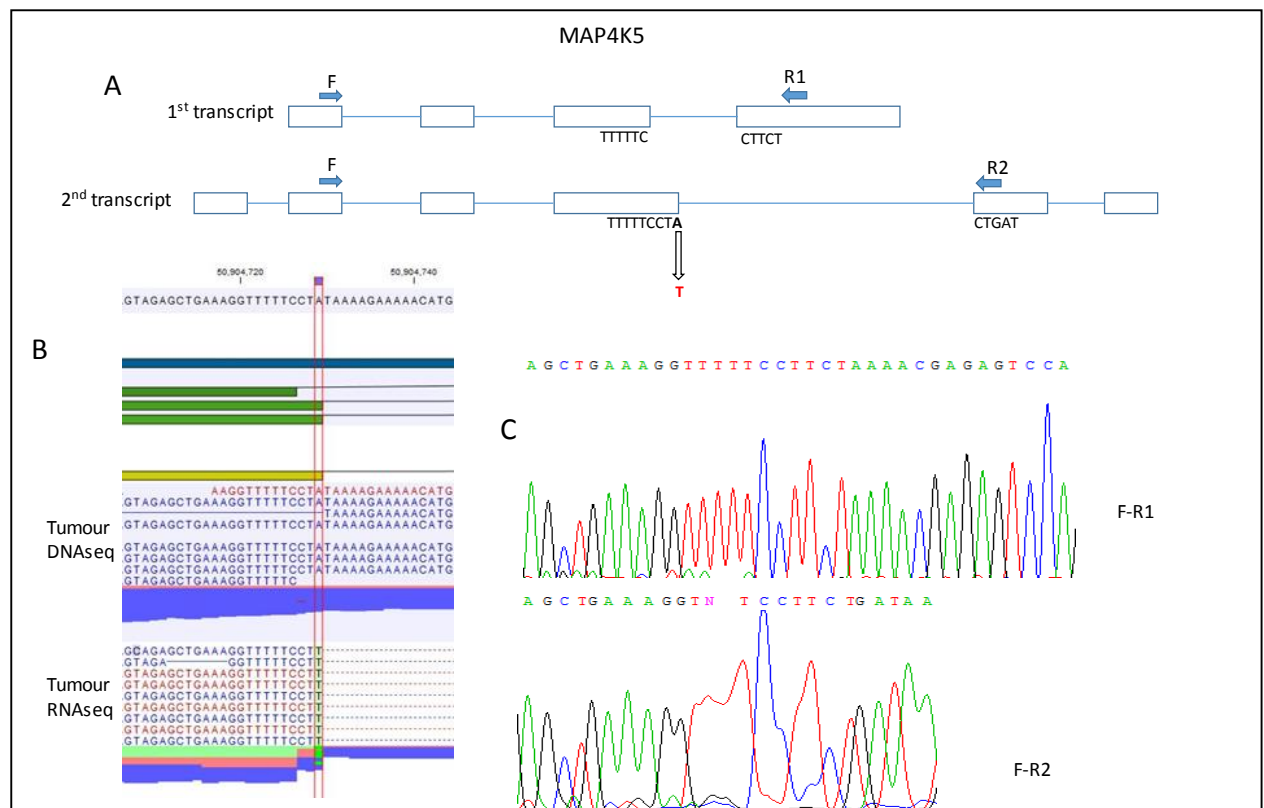 MAP4K5
A
F
R1
1st transcript
TTTTTC
CTTCT
F
R2
2nd transcript
TTTTTCCTA
CTGAT
T
50,904,720
50,904,740
GTAGAGCTGAAAGGTTTTTCCTATAAAAGAAAAACATG
B
AGCTGAAAGGTTTTTCCTTCTAAAACGAGAGTCCA
C
AAGGTTTTTCCTATAAAAGAAAAACATG
GTAGAGCTGAAAGGTTTTTCCTATAAAAGAAAAACATG
TAAAAGAAAAACATG
Tumour
DNAseq
GTAGAGCTGAAAGGTTTTTCCTATAAAAGAAAAACATG
GTAGAGCTGAAAGGTTTTTCCTATAAAAGAAAAACATG
GTAGAGCTGAAAGGTTTTTCCTATAAAAGAAAAACATG
GTAGAGCTGAAAGGTTTTTCCTATAAAAGAAAAACATG
GTAGAGCTGAAAGGTTTTTC
F-R1
AGCTGAAAGGTN TCCTTCTGATAA
Tumour
RNAseq
GCAGAGCTGAAAGGTTTTTCCTT
GTAGA GGTTTTTCCTT
GTAGAGCTGAAAGGTTTTTCCTT
GTAGAGCTGAAAGGTTTTTCCTT
GTAGAGCTGAAAGGTTTTTCCTT
GTAGAGCTGAAAGGTTTTTCCTT
GTAGAGCTGAAAGGTTTTTCCTT
GTAGAGCTGAAAGGTTTTTCCTT
F-R2